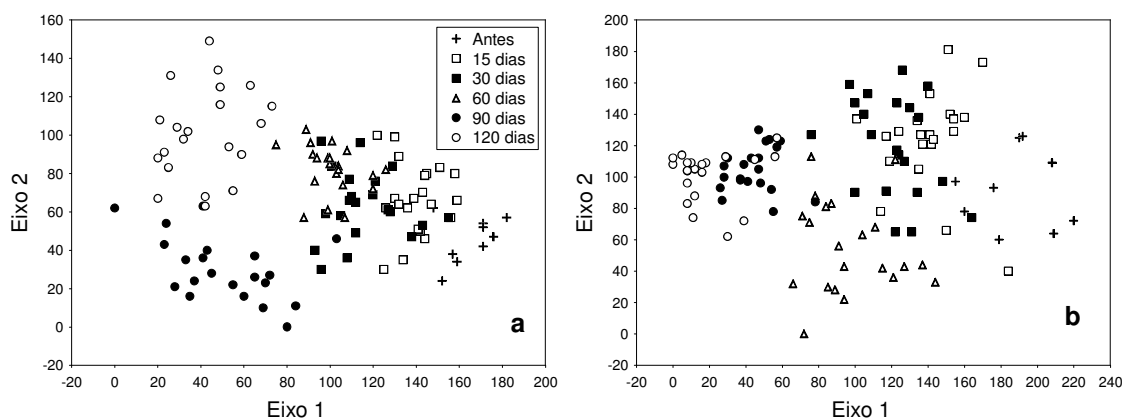 160
140
120
100
80
60
40
20
0
-20
Eixo 2
+ Antes
□ 15 dias
■ 30 dias
△ 60 dias
● 90 dias
○ 120 dias
a
-20 0 20 40 60 80 100 120 140 160 180 200
Eixo 1
200
180
160
140
120
100
80
60
40
20
0
-20
Eixo 2
b
-20 0 20 40 60 80 100 120 140 160 180 200 220 240
Eixo 1